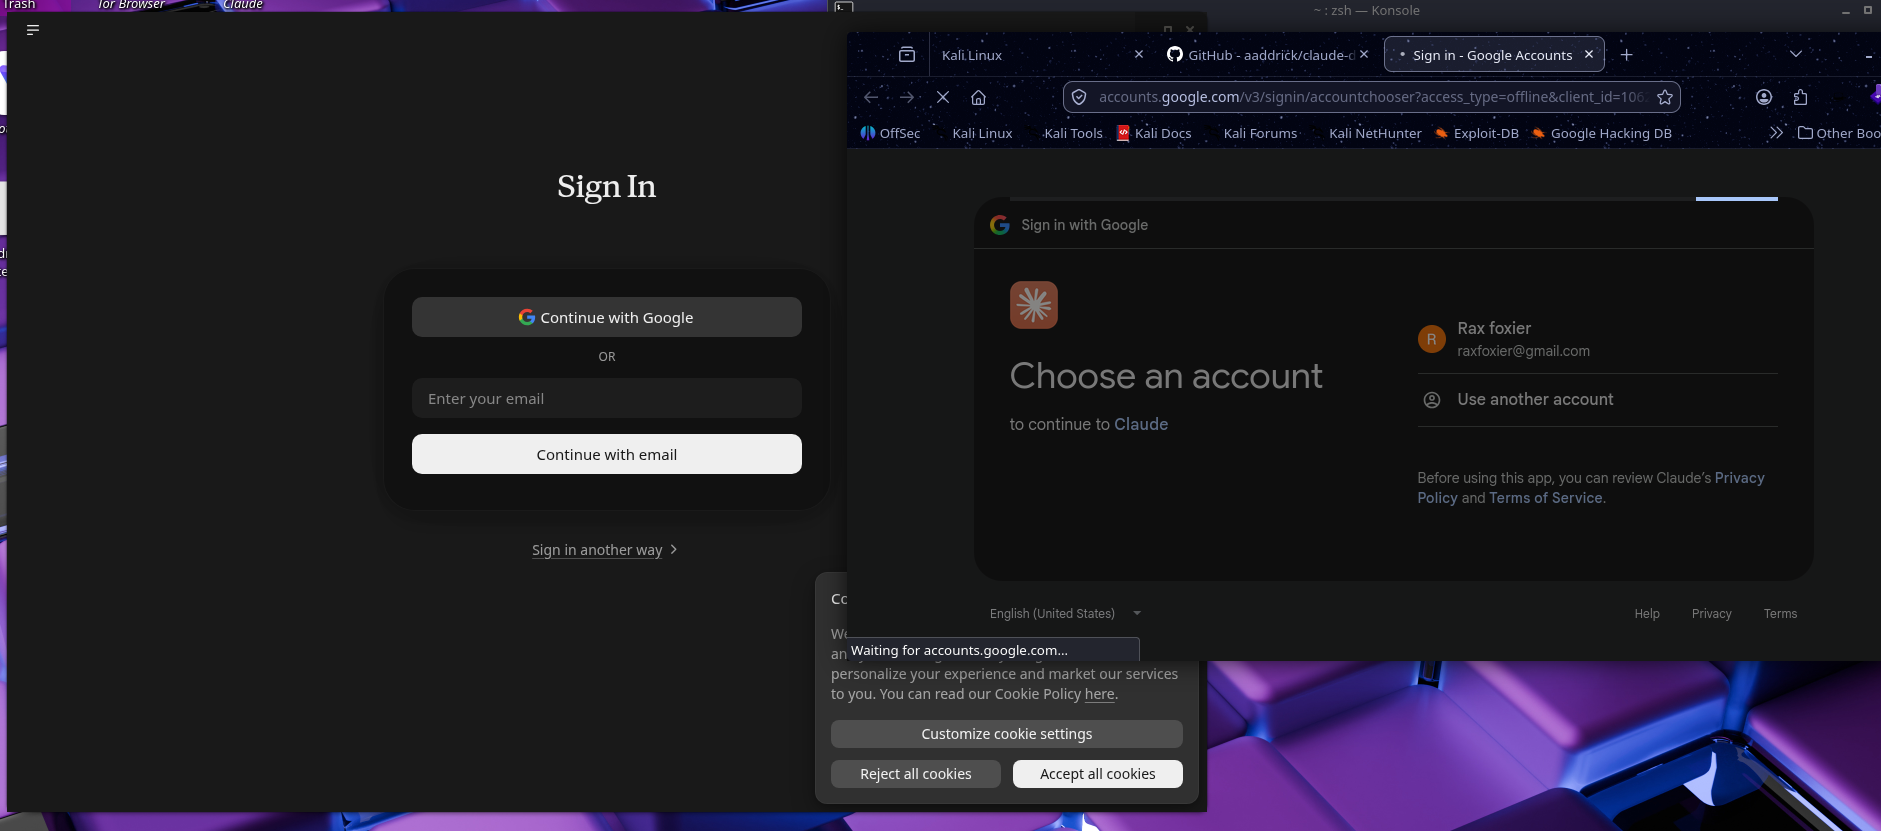 Trash
Tor Browser
Claude
~ : zsh — Konsole
Sign In
Continue with Google
OR
Enter your email
Continue with email
Sign in another way
Kali Linux
GitHub - aaddrick/claude-d
Sign in - Google Accounts
accounts.google.com/v3/signin/accountchooser?access_type=offline&client_id=106
OffSec
Kali Linux
Kali Tools
Kali Docs
Kali Forums
Kali NetHunter
Exploit-DB
Google Hacking DB
Other Boo
Sign in with Google
Choose an account
to continue to Claude
R
Rax foxier
raxfoxier@gmail.com
Use another account
Before using this app, you can review Claude’s Privacy
Policy and Terms of Service.
English (United States)
Help
Privacy
Terms
Waiting for accounts.google.com…
Co
We
an
personalize your experience and market our services
to you. You can read our Cookie Policy here.
Customize cookie settings
Reject all cookies
Accept all cookies